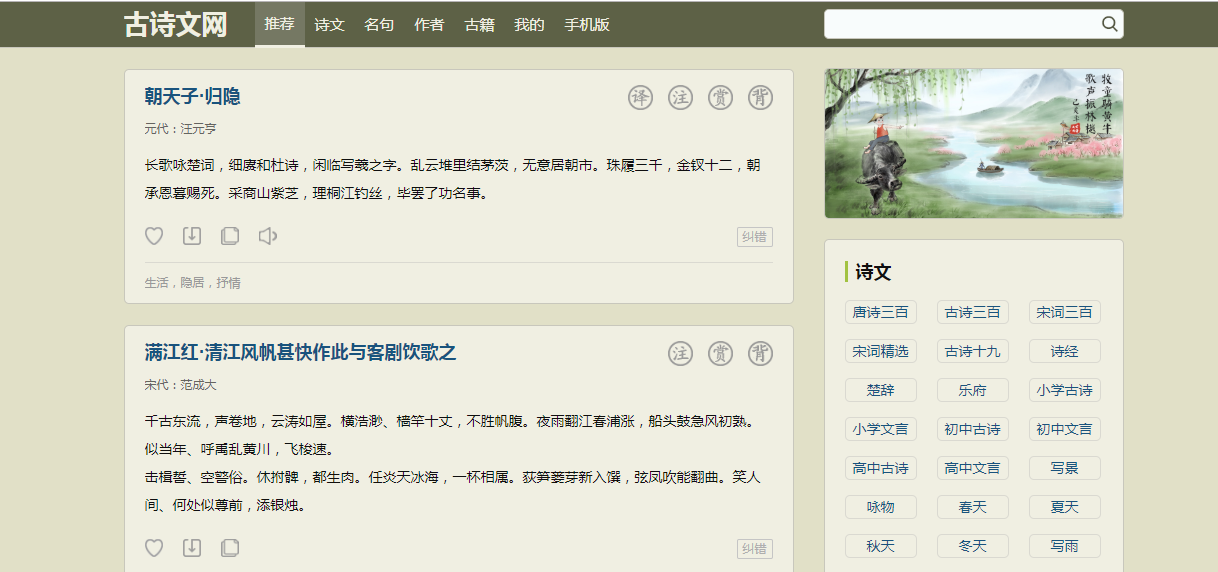 古诗文网
推荐 诗文 名句 作者 古籍 我的 手机版
朝天子·归隐
译 注 赏 背
元代：汪元亨
长歌咏楚词，细赓和杜诗，闲临写羲之字。乱云堆里结茅茨，无意居朝市。珠履三千，金钗十二，朝
承恩暮赐死。采商山紫芝，理桐江钓丝，毕罢了功名事。
纠错
生活，隐居，抒情
满江红·清江风帆甚快作此与客剧饮歌之
注 赏 背
宋代：范成大
千古东流，声卷地，云涛如屋。横浩渺、樯竿十丈，不胜帆腹。夜雨翻江春浦涨，船头鼓急风初熟。
似当年、呼禹乱黄川，飞梭速。
击楫誓、空警俗。休拊髀，都生肉。任炎天冰海，一杯相属。荻笋蒌芽新入馔，弦凤吹能翻曲。笑人
间、何处似尊前，添银烛。
纠错
牧童骑黄牛
歌声振林樾
诗文
唐诗三百 古诗三百 宋词三百
宋词精选 古诗十九 诗经
楚辞 乐府 小学古诗
小学文言 初中古诗 初中文言
高中古诗 高中文言 写景
咏物 春天 夏天
秋天 冬天 写雨